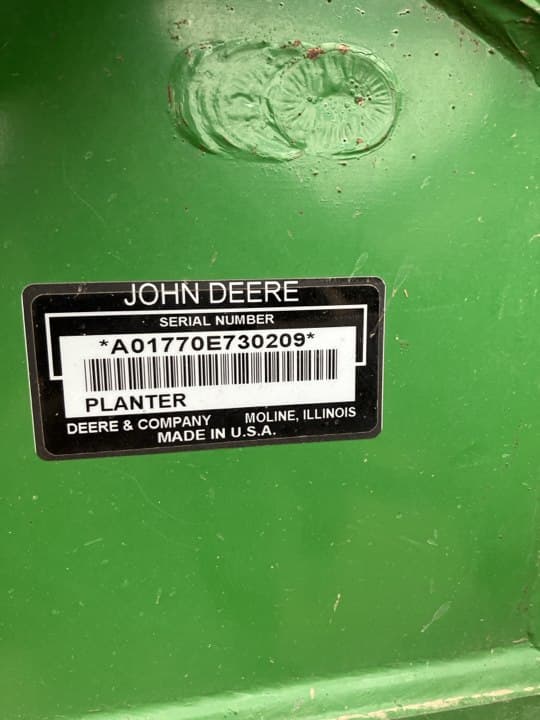 JOHN DEERE
SERIAL NUMBER
*A01770E730209*
PLANTER
DEERE & COMPANY MOLINE, ILLINOIS
MADE IN U.S.A.